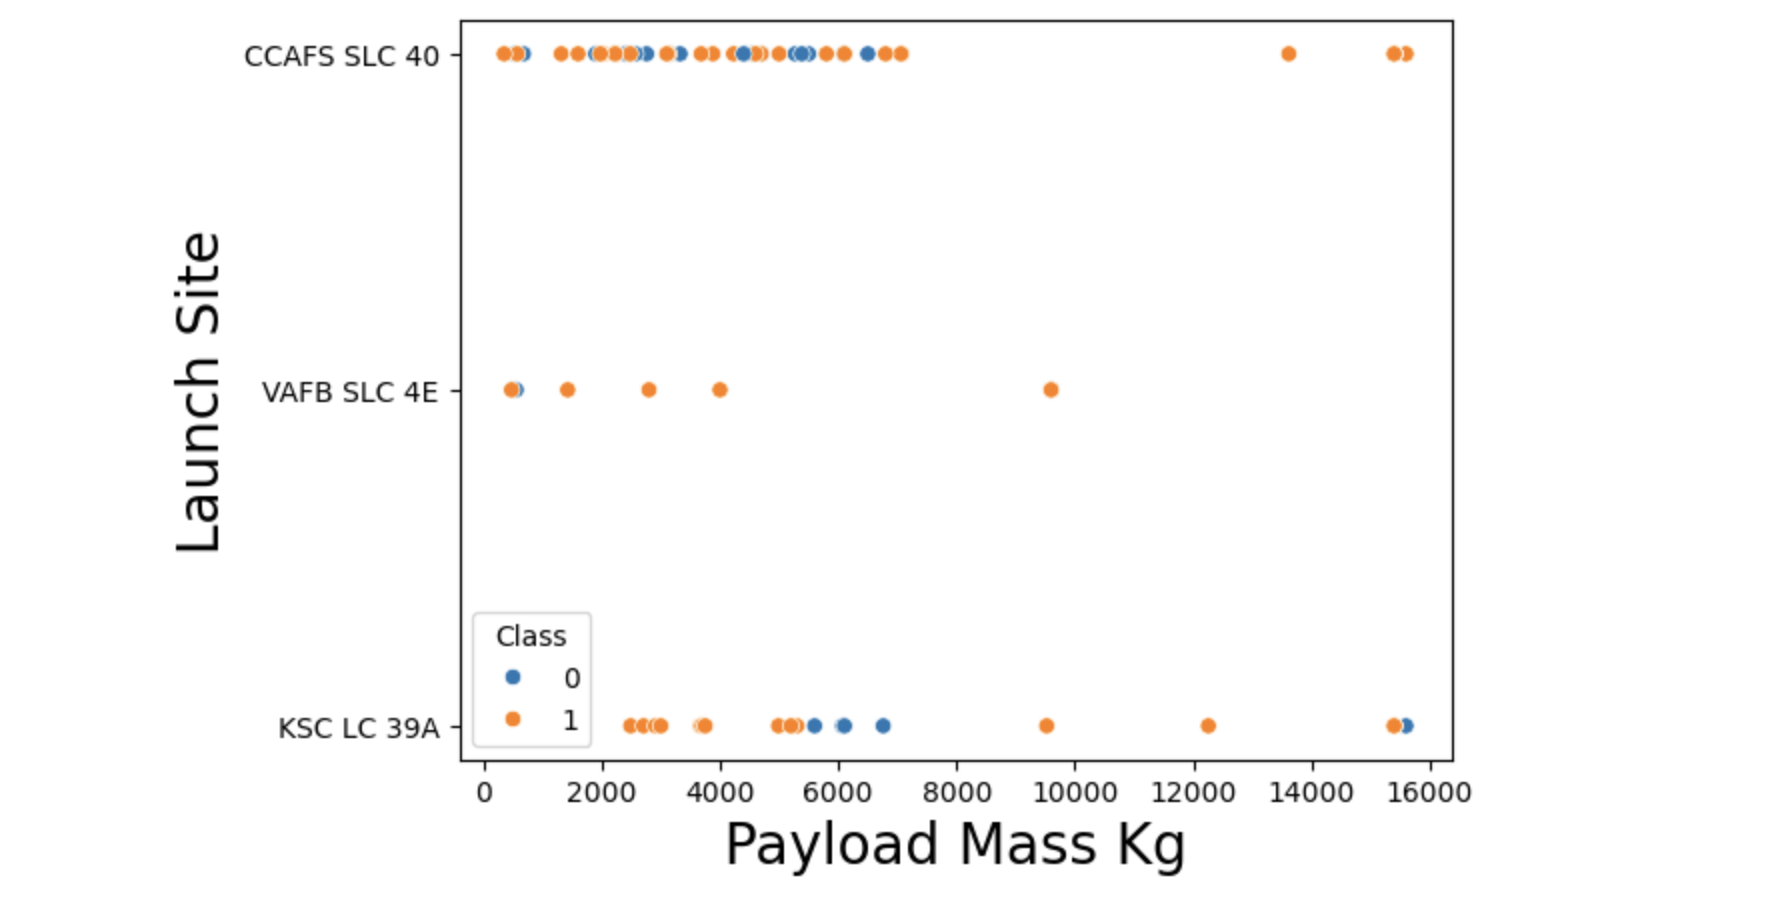 CCAFS SLC 40
VAFB SLC 4E
KSC LC 39A
Launch Site
Class
0
1
0 2000 4000 6000 8000 10000 12000 14000 16000
Payload Mass Kg